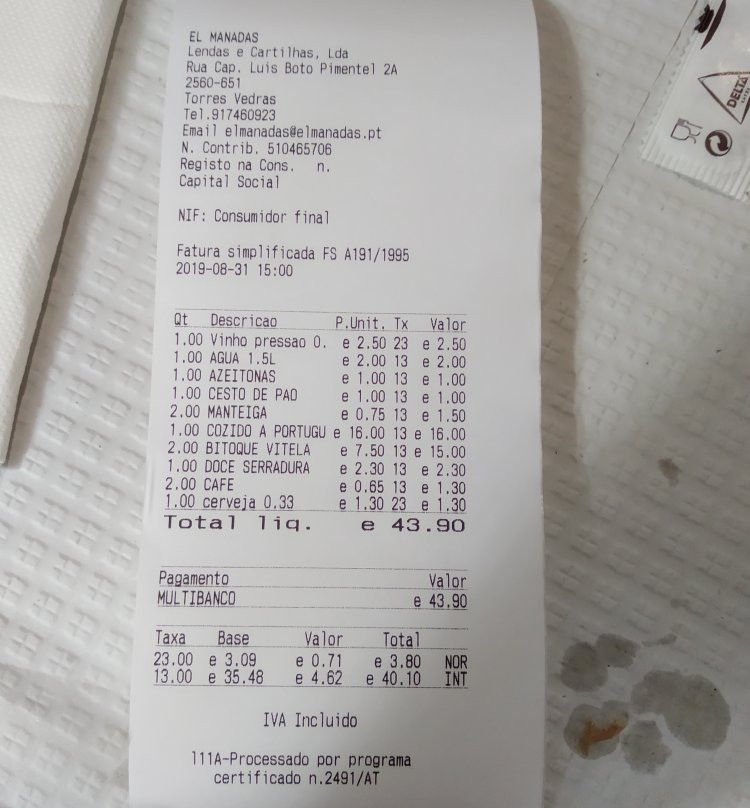 EL MANADAS
Lendas e Cartilhas, Lda
Rua Cap. Luis Boto Pimentel 2A
2560-651
Torres Vedras
Tel.917460923
Email elmanadas@elmanadas.pt
N. Contrib. 510465706
Registo na Cons. n.
Capital Social
NIF: Consumidor final
Fatura simplificada FS A191/1995
2019-08-31 15:00
Qt Descricao P.Unit. Tx Valor
1.00 Vinho pressao 0. e 2.50 23 e 2.50
1.00 AGUA 1.5L e 2.00 13 e 2.00
1.00 AZEITONAS e 1.00 13 e 1.00
1.00 CESTO DE PAO e 1.00 13 e 1.00
2.00 MANTEIGA e 0.75 13 e 1.50
1.00 COZIDO A PORTUGU e 16.00 13 e 16.00
2.00 BITOQUE VITELA e 7.50 13 e 15.00
1.00 DOCE SERRADURA e 2.30 13 e 2.30
2.00 CAFE e 0.65 13 e 1.30
1.00 cerveja 0.33 e 1.30 23 e 1.30
Total liq. e 43.90
Pagamento Valor
MULTIBANCO e 43.90
Taxa Base Valor Total
23.00 e 3.09 e 0.71 e 3.80 NOR
13.00 e 35.48 e 4.62 e 40.10 INT
IVA Incluido
111A-Processado por programa
certificado n.2491/AT
DELTA